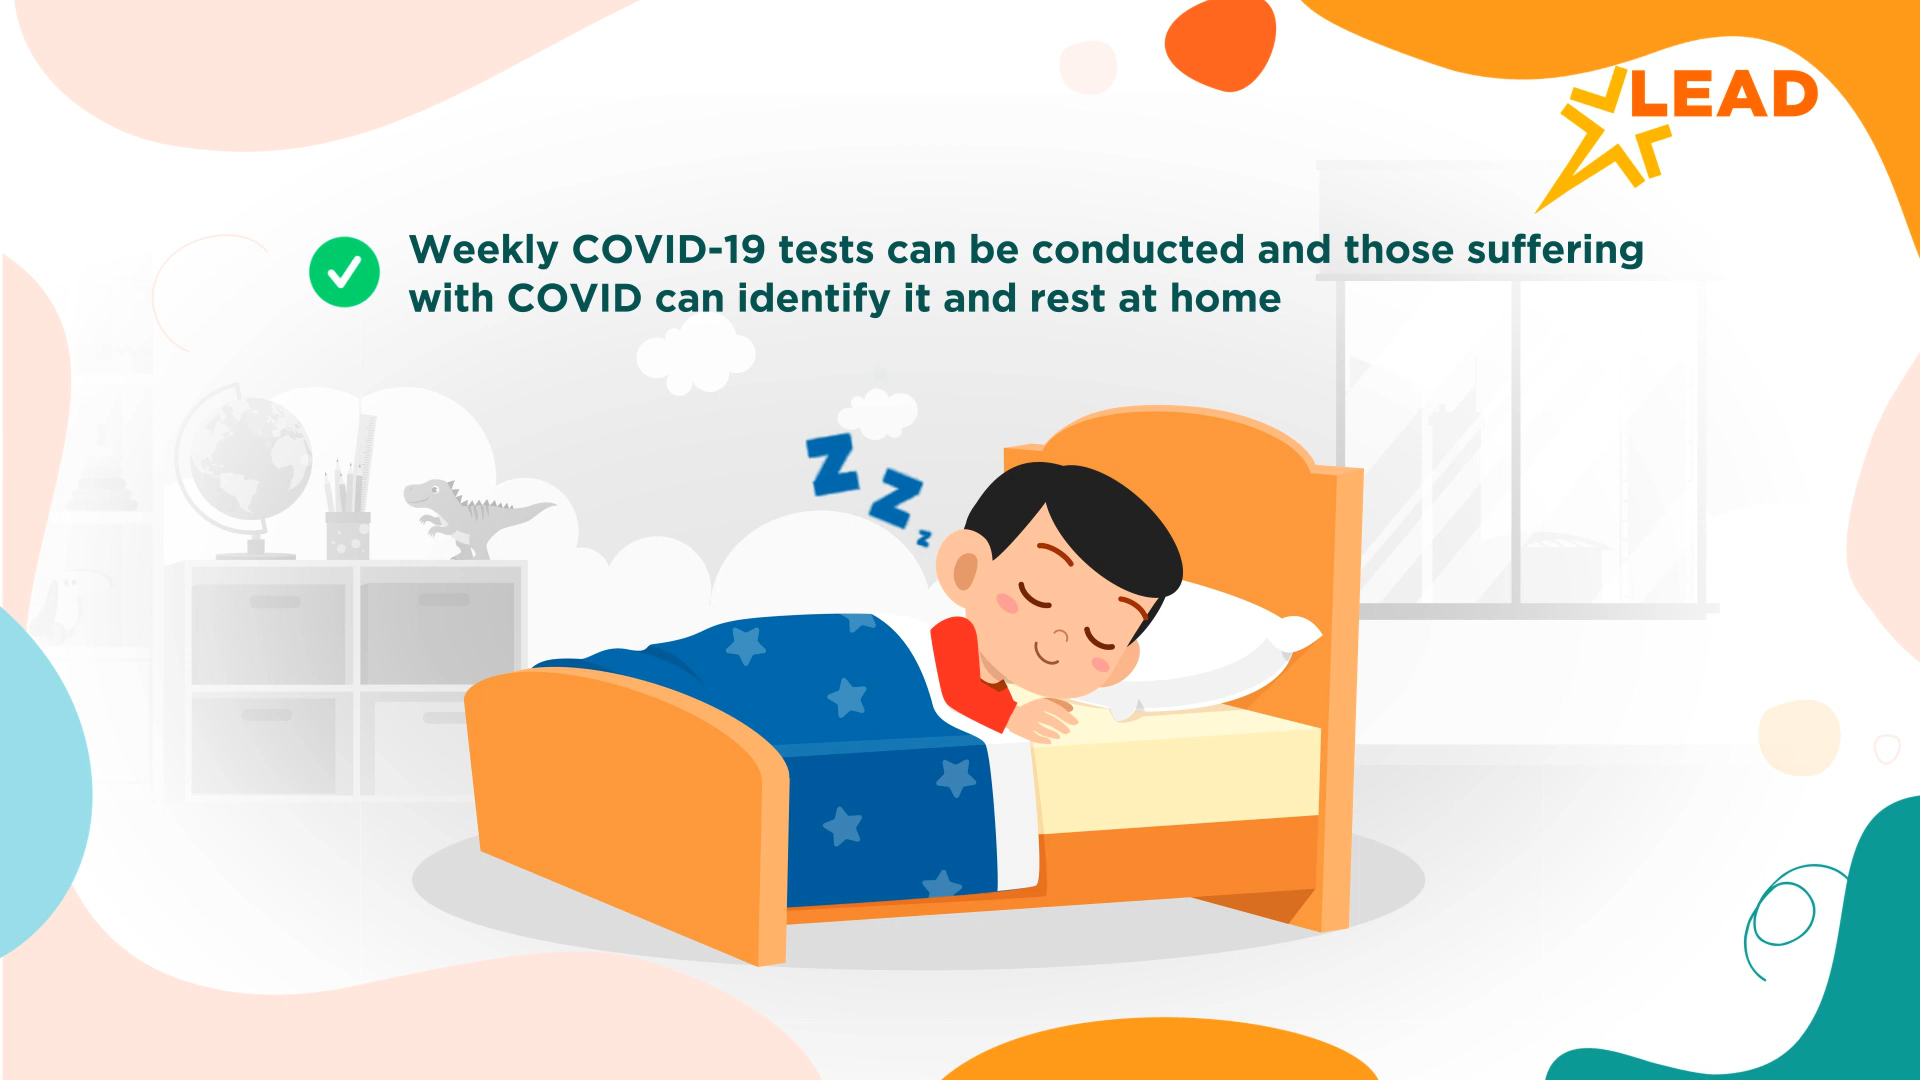 LEAD
Weekly COVID-19 tests can be conducted and those suffering
with COVID can identify it and rest at home
Z
Z
z